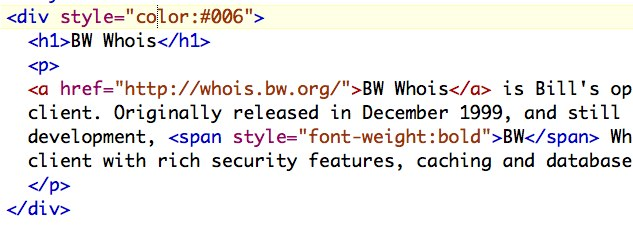 <div style="color:#006">
<h1>BW Whois</h1>
<p>
<a href="http://whois.bw.org/">BW Whois</a> is Bill's op
client. Originally released in December 1999, and still
development, <span style="font-weight:bold">BW</span> Wh
client with rich security features, caching and database
</p>
</div>